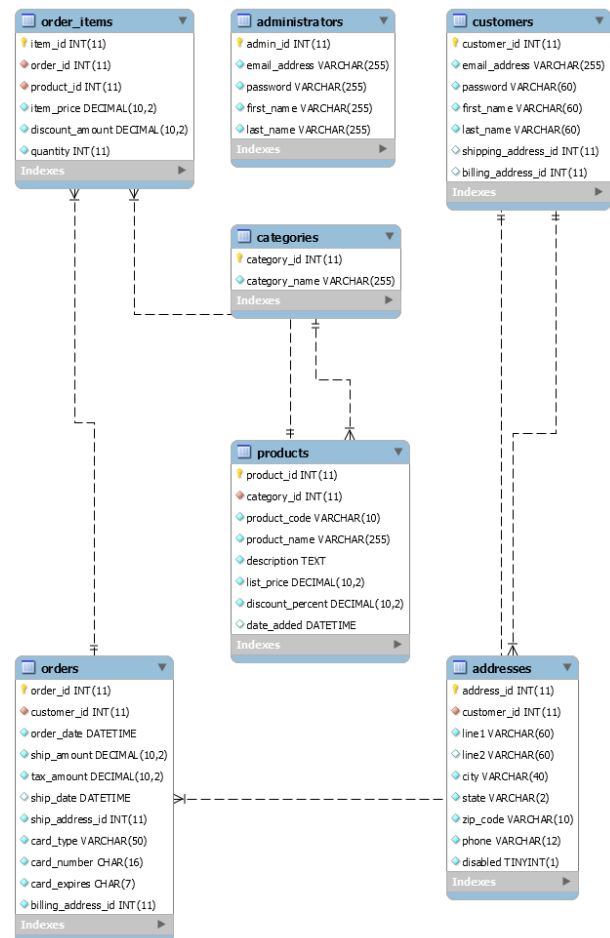 order_items
item_id INT(11)
order_id INT(11)
product_id INT(11)
item_price DECIMAL(10,2)
discount_amount DECIMAL(10,2)
quantity INT(11)
Indexes
administrators
admin_id INT(11)
email_address VARCHAR(255)
password VARCHAR(255)
first_name VARCHAR(255)
last_name VARCHAR(255)
Indexes
customers
customer_id INT(11)
email_address VARCHAR(255)
password VARCHAR(60)
first_name VARCHAR(60)
last_name VARCHAR(60)
shipping_address_id INT(11)
billing_address_id INT(11)
Indexes
categories
category_id INT(11)
category_name VARCHAR(255)
Indexes
products
product_id INT(11)
category_id INT(11)
product_code VARCHAR(10)
product_name VARCHAR(255)
description TEXT
list_price DECIMAL(10,2)
discount_percent DECIMAL(10,2)
date_added DATETIME
Indexes
orders
order_id INT(11)
customer_id INT(11)
order_date DATETIME
ship_amount DECIMAL(10,2)
tax_amount DECIMAL(10,2)
ship_date DATETIME
ship_address_id INT(11)
card_type VARCHAR(50)
card_number CHAR(16)
card_expires CHAR(7)
billing_address_id INT(11)
Indexes
addresses
address_id INT(11)
customer_id INT(11)
line1 VARCHAR(60)
line2 VARCHAR(60)
city VARCHAR(40)
state VARCHAR(2)
zip_code VARCHAR(10)
phone VARCHAR(12)
disabled TINYINT(1)
Indexes